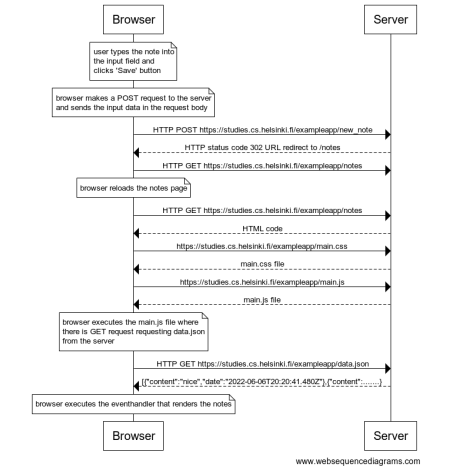 Browser
Server
user types the note into
the input field and
clicks 'Save' button
browser makes a POST request to the server
and sends the input data in the request body
HTTP POST https://studies.cs.helsinki.fi/exampleapp/new_note
HTTP status code 302 URL redirect to /notes
HTTP GET https://studies.cs.helsinki.fi/exampleapp/notes
browser reloads the notes page
HTTP GET https://studies.cs.helsinki.fi/exampleapp/notes
HTML code
https://studies.cs.helsinki.fi/exampleapp/main.css
main.css file
https://studies.cs.helsinki.fi/exampleapp/main.js
main.js file
browser executes the main.js file where
there is GET request requesting data.json
from the server
HTTP GET https://studies.cs.helsinki.fi/exampleapp/data.json
[{"content":"nice","date":"2022-06-06T20:20:41.480Z"},{"content":........}
browser executes the eventhandler that renders the notes
Browser
Server
www.websequencediagrams.com